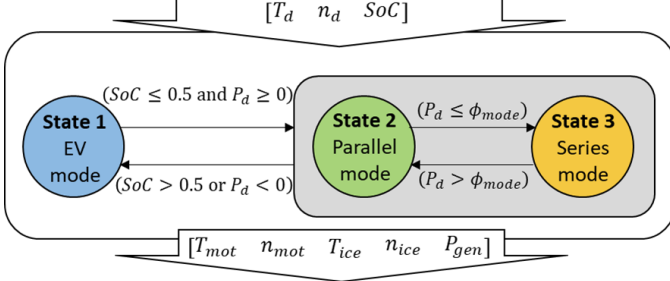 [T_d n_d SoC]
(SoC ≤ 0.5 and P_d ≥ 0)
State 1
EV
mode
(SoC > 0.5 or P_d < 0)
State 2
Parallel
mode
(P_d ≤ ϕ_mode)
(P_d > ϕ_mode)
State 3
Series
mode
[T_mot n_mot T_ice n_ice P_gen]